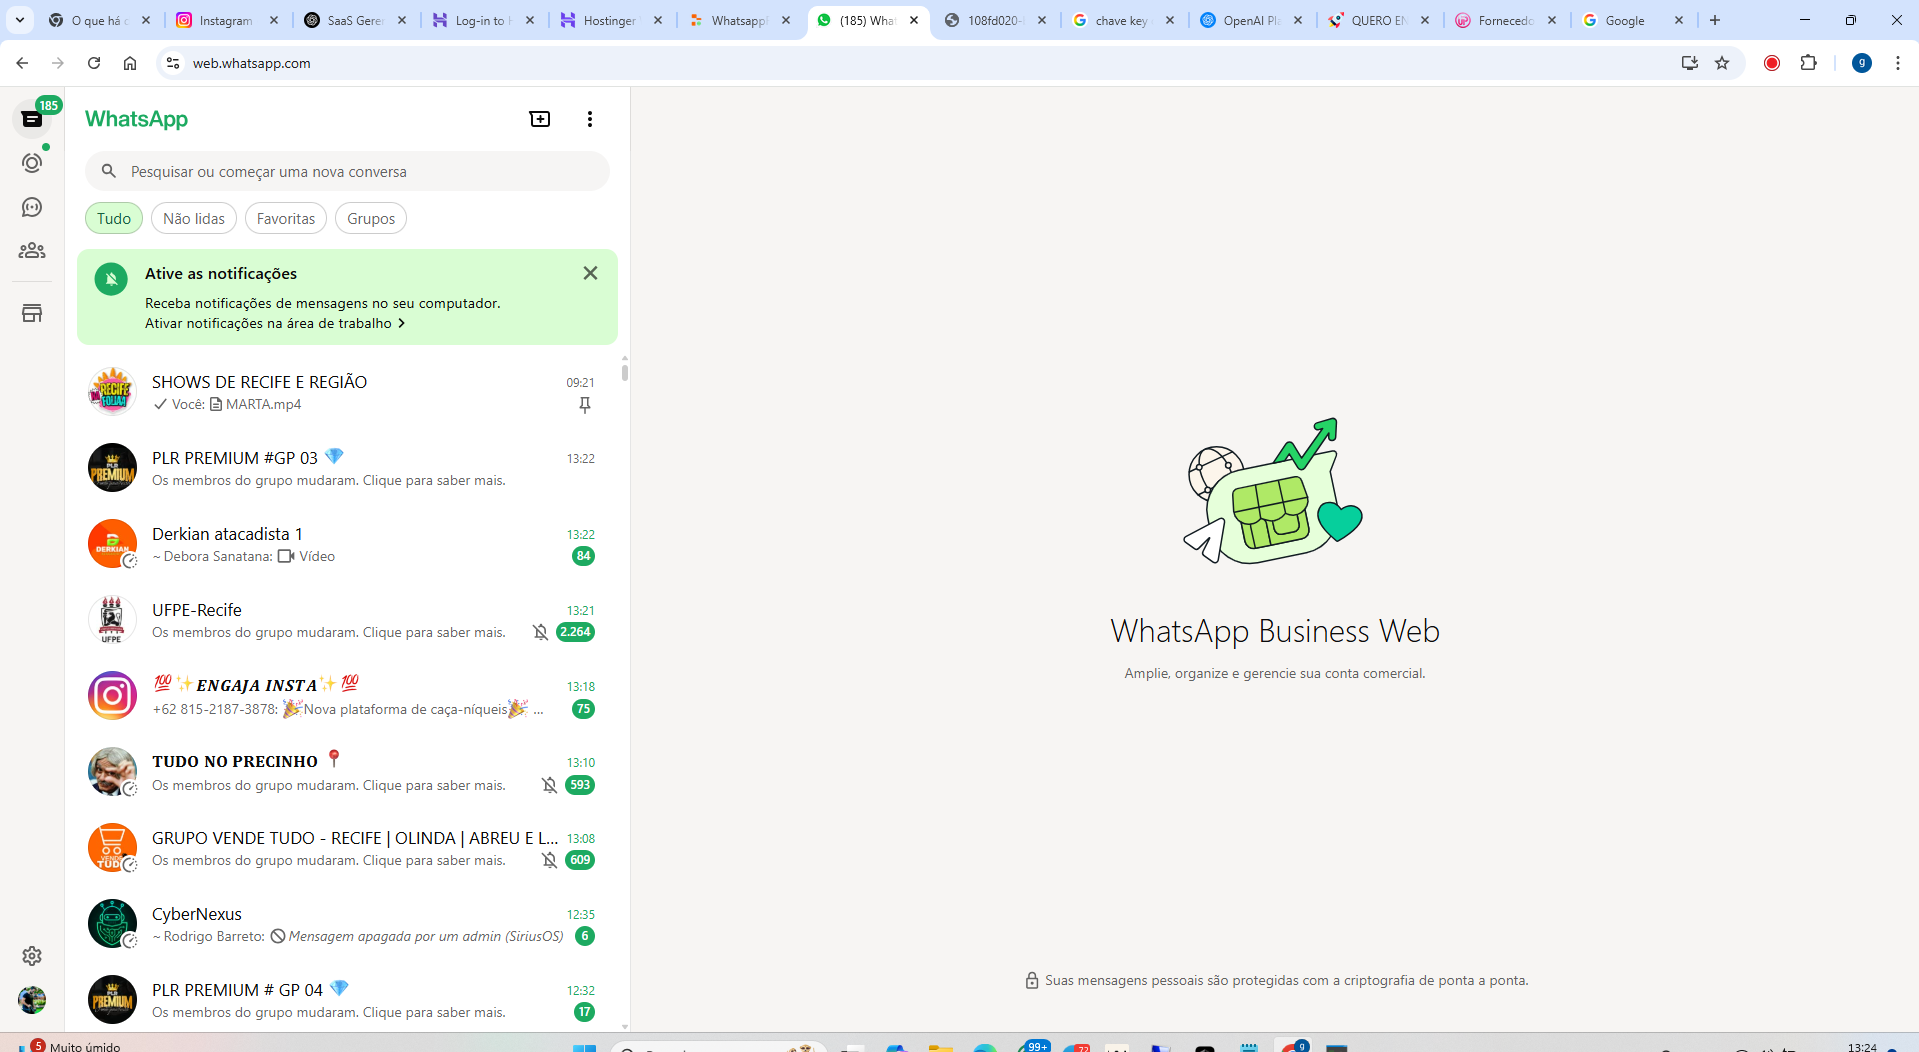 O que há d
Instagram
SaaS Geren
Log-in to H
Hostinger
WhatsappI
(185) What
108fd020-
chave key
OpenAI Pla
QUERO EN
Fornecedo
Google
web.whatsapp.com
g
185
WhatsApp
Pesquisar ou começar uma nova conversa
Tudo
Não lidas
Favoritas
Grupos
Ative as notificações
Receba notificações de mensagens no seu computador.
Ativar notificações na área de trabalho
SHOWS DE RECIFE E REGIÃO 09:21
Você: MARTA.mp4
PLR PREMIUM #GP 03 💎 13:22
Os membros do grupo mudaram. Clique para saber mais.
Derkian atacadista 1 13:22
~ Debora Sanatana: Vídeo 84
UFPE-Recife 13:21
Os membros do grupo mudaram. Clique para saber mais. 2.264
💯✨ENGAJA INSTA✨💯 13:18
+62 815-2187-3878: 🎉Nova plataforma de caça-níqueis🎉 ... 75
TUDO NO PRECINHO 📍 13:10
Os membros do grupo mudaram. Clique para saber mais. 593
GRUPO VENDE TUDO - RECIFE | OLINDA | ABREU E L... 13:08
Os membros do grupo mudaram. Clique para saber mais. 609
CyberNexus 12:35
~ Rodrigo Barreto: Mensagem apagada por um admin (SiriusOS) 6
PLR PREMIUM # GP 04 💎 12:32
Os membros do grupo mudaram. Clique para saber mais. 17
WhatsApp Business Web
Amplie, organize e gerencie sua conta comercial.
Suas mensagens pessoais são protegidas com a criptografia de ponta a ponta.
5
Muito úmido
99+
72
g
13:24